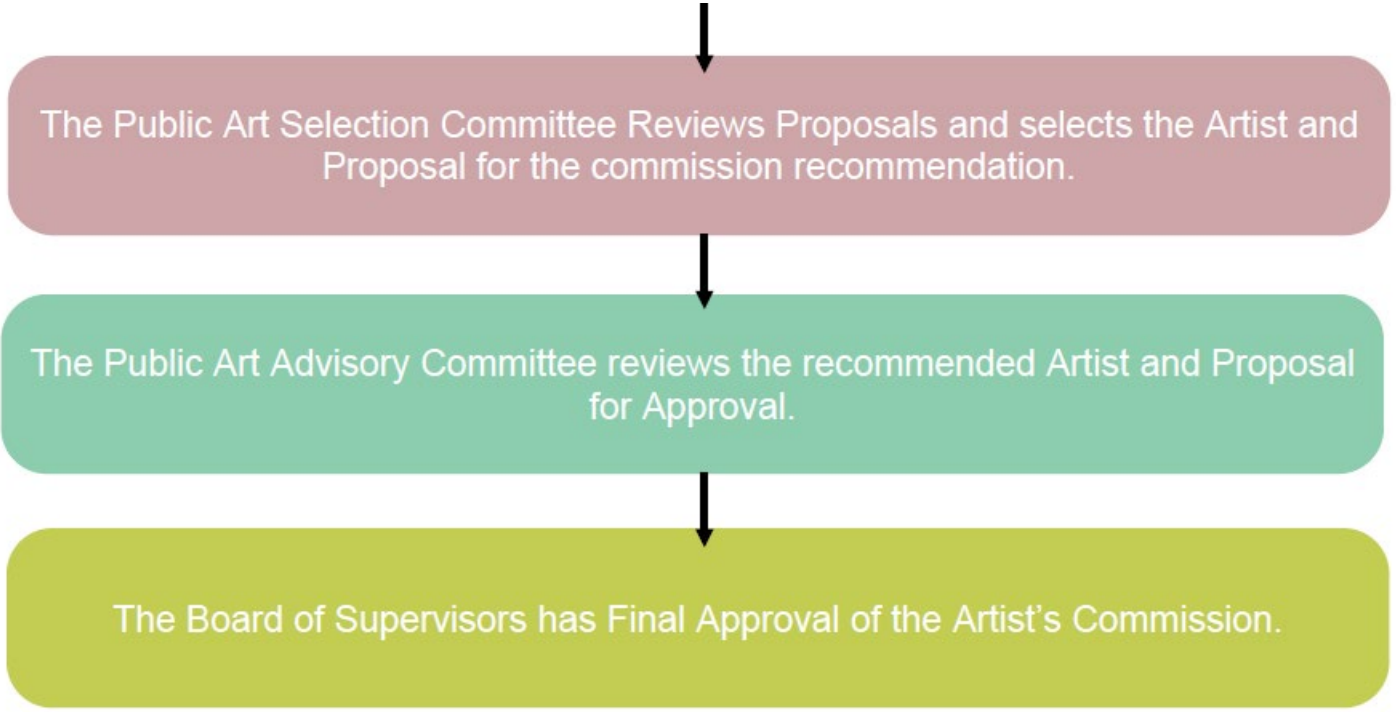 The Public Art Selection Committee Reviews Proposals and selects the Artist and
Proposal for the commission recommendation.
The Public Art Advisory Committee reviews the recommended Artist and Proposal
for Approval.
The Board of Supervisors has Final Approval of the Artist’s Commission.